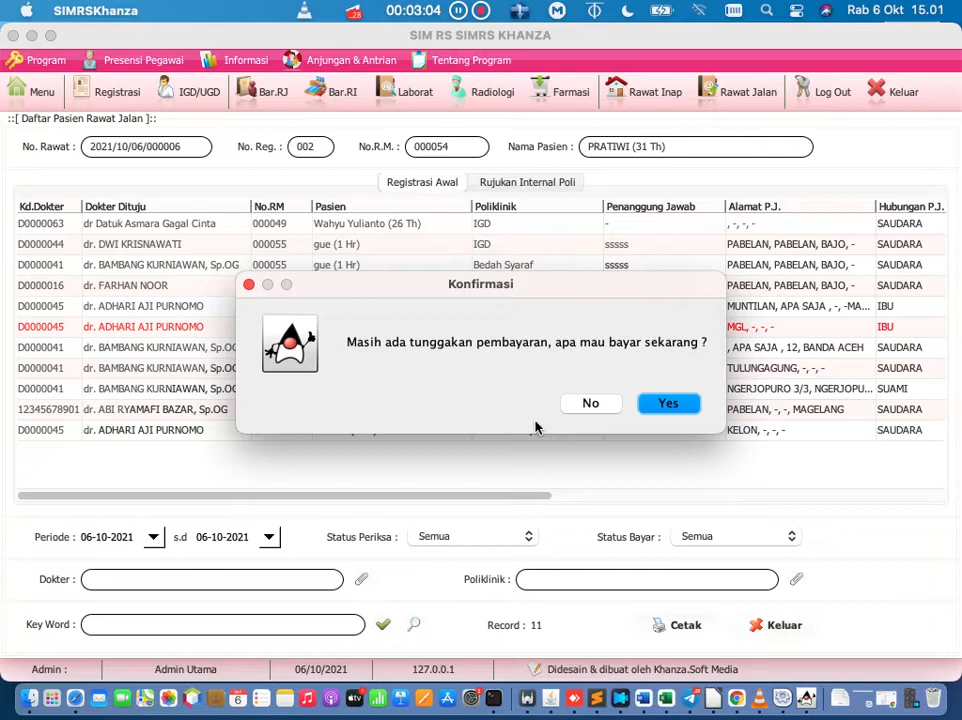 SIMRSKhanza 28 00:03:04 Rab 6 Okt 15.01
SIM RS SIMRS KHANZA
Program Presensi Pegawai Informasi Anjungan & Antrian Tentang Program
Menu Registrasi IGD/UGD Bar.RJ Bar.RI Laborat Radiologi Farmasi Rawat Inap Rawat Jalan Log Out Keluar
::[ Daftar Pasien Rawat Jalan ]::
No. Rawat : 2021/10/06/000006 No. Reg. : 002 No.R.M. : 000054 Nama Pasien : PRATIWI (31 Th)
Registrasi Awal Rujukan Internal Poli
Kd.Dokter Dokter Dituju No.RM Pasien Poliklinik Penanggung Jawab Alamat P.J. Hubungan P.J.
D0000063 dr Datuk Asmara Gagal Cinta 000049 Wahyu Yulianto (26 Th) IGD - , -, -, - SAUDARA
D0000044 dr. DWI KRISNAWATI 000055 gue (1 Hr) IGD sssss PABELAN, PABELAN, BAJO, - SAUDARA
D0000041 dr. BAMBANG KURNIAWAN, Sp.OG 000055 gue (1 Hr) Bedah Syaraf sssss PABELAN, PABELAN, BAJO, - SAUDARA
D0000016 dr. FARHAN NOOR PABELAN, PABELAN, BAJO, - SAUDARA
D0000045 dr. ADHARI AJI PURNOMO MUNTILAN, APA SAJA , -, -MA... IBU
D0000045 dr. ADHARI AJI PURNOMO MGL, -, -, - IBU
D0000041 dr. BAMBANG KURNIAWAN, Sp.OG , APA SAJA , 12, BANDA ACEH SAUDARA
D0000041 dr. BAMBANG KURNIAWAN, Sp.OG TULUNGAGUNG, -, -, - SAUDARA
D0000041 dr. BAMBANG KURNIAWAN, Sp.OG NGERJOPURO 3/3, NGERJOPU... SUAMI
12345678901 dr. ABI RYAMAFI BAZAR, Sp.OG PABELAN, -, -, MAGELANG SAUDARA
D0000045 dr. ADHARI AJI PURNOMO KELON, -, -, - SAUDARA
Konfirmasi
Masih ada tunggakan pembayaran, apa mau bayar sekarang ?
No Yes
Periode : 06-10-2021 s.d 06-10-2021 Status Periksa : Semua Status Bayar : Semua
Dokter : Poliklinik :
Key Word : Record : 11 Cetak Keluar
Admin : Admin Utama 06/10/2021 127.0.0.1 Didesain & dibuat oleh Khanza.Soft Media